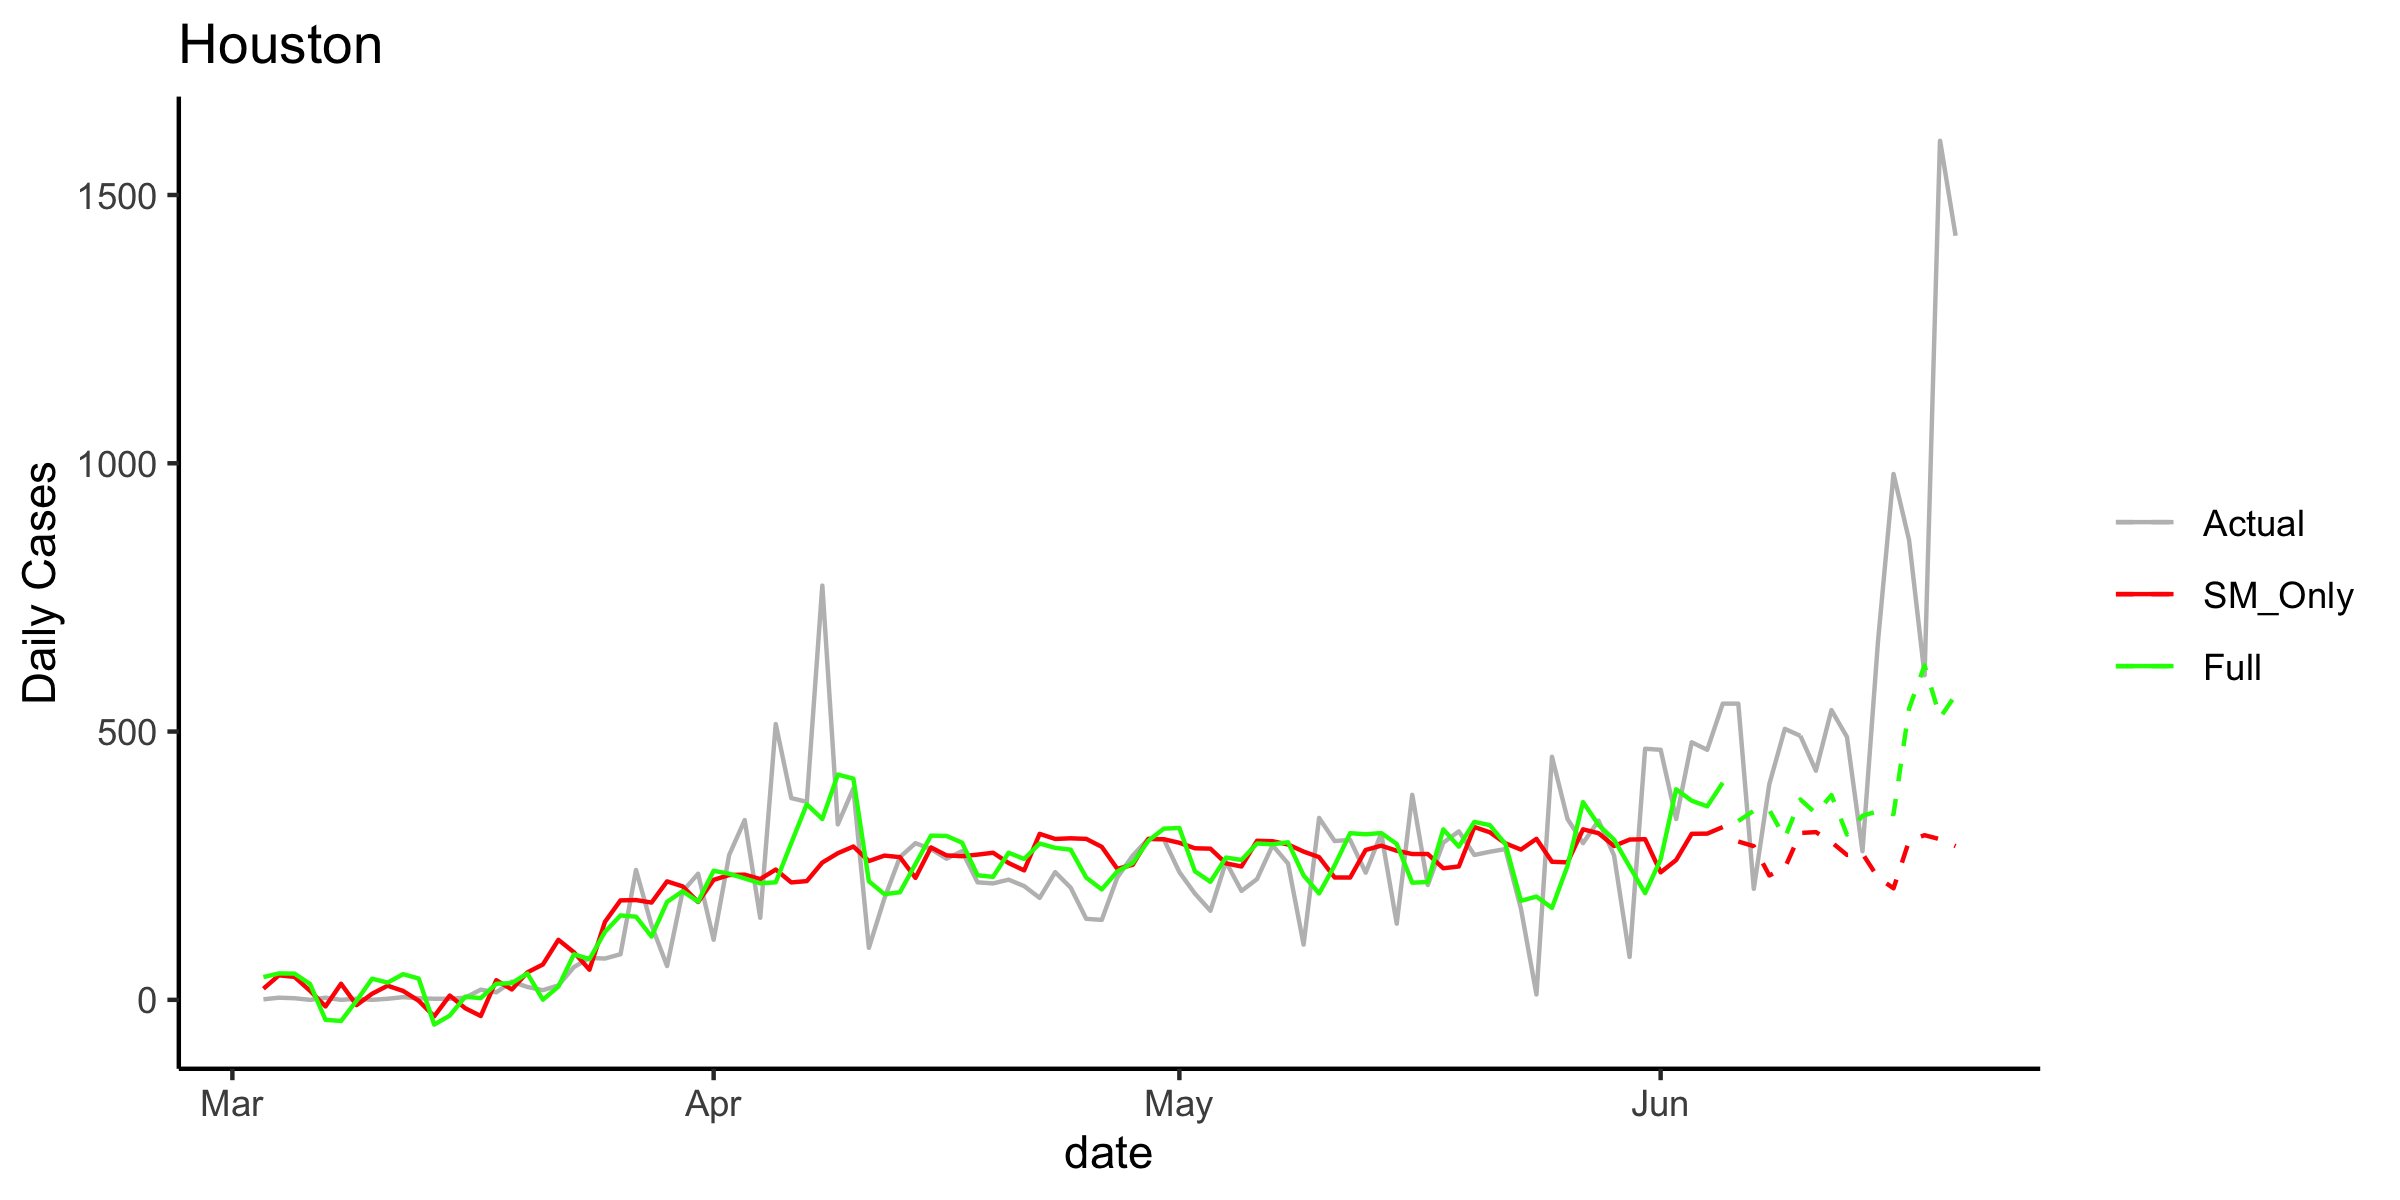 Houston
Daily Cases
1500
1000
500
0
Mar
Apr
May
Jun
date
Actual
SM_Only
Full